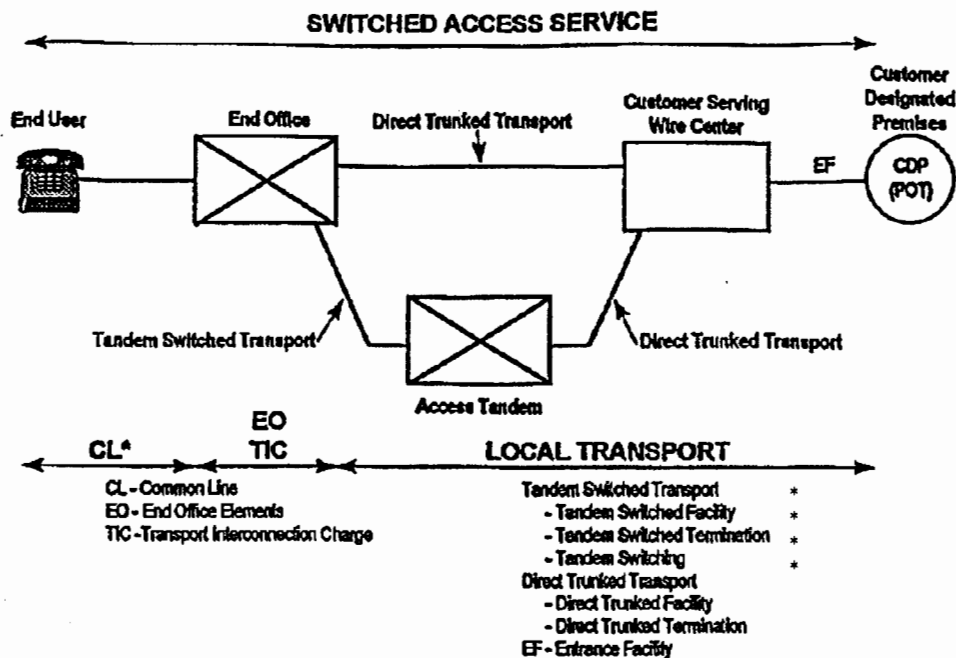 SWITCHED ACCESS SERVICE
End User
End Office
Direct Trunked Transport
Customer Serving
Wire Center
Customer
Designated
Premises
EF
CDP
(POT)
Tandem Switched Transport
Direct Trunked Transport
Access Tandem
CL*
EO
TIC
LOCAL TRANSPORT
CL - Common Line
EO - End Office Elements
TIC - Transport Interconnection Charge
Tandem Switched Transport *
- Tandem Switched Facility *
- Tandem Switched Termination *
- Tandem Switching *
Direct Trunked Transport
- Direct Trunked Facility
- Direct Trunked Termination
EF - Entrance Facility